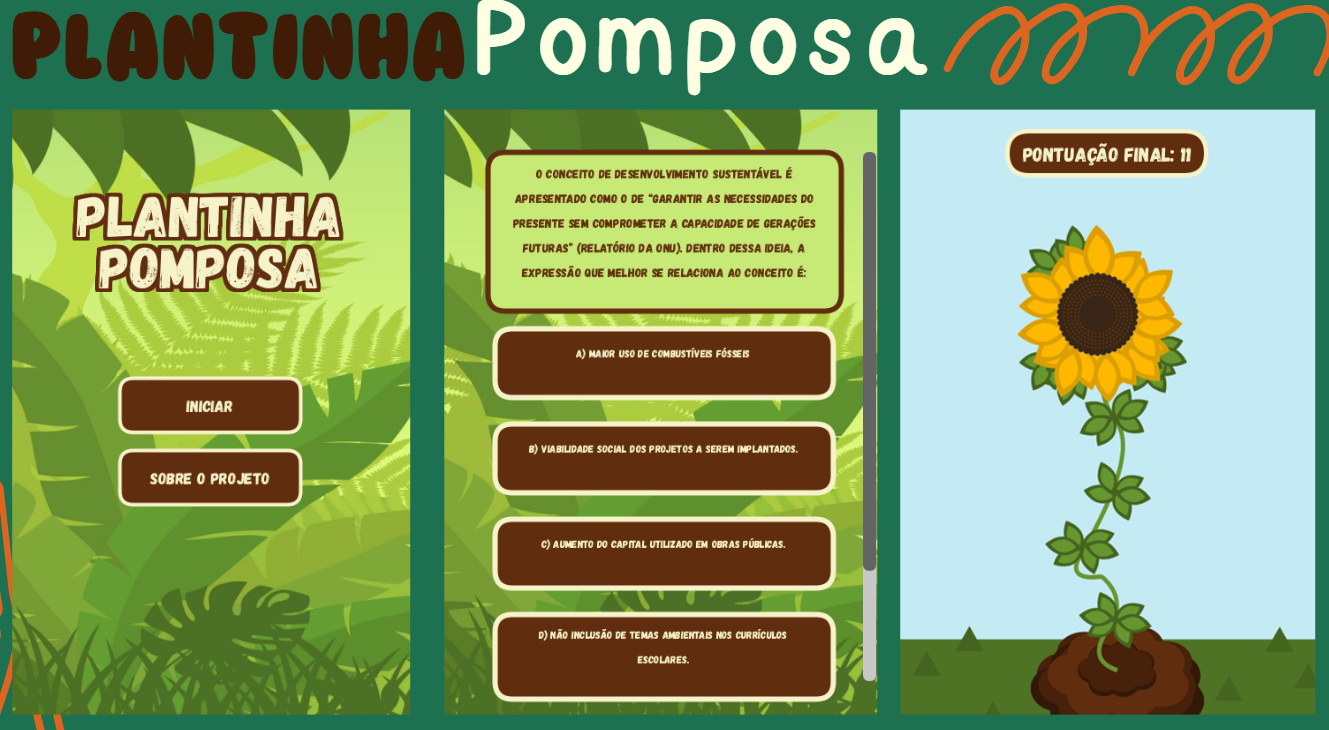 PLANTINHA Pomposa
PLANTINHA
POMPOSA
INICIAR
SOBRE O PROJETO
O CONCEITO DE DESENVOLVIMENTO SUSTENTÁVEL É
APRESENTADO COMO O DE "GARANTIR AS NECESSIDADES DO
PRESENTE SEM COMPROMETER A CAPACIDADE DE GERAÇÕES
FUTURAS" (RELATÓRIO DA ONU). DENTRO DESSA IDEIA, A
EXPRESSÃO QUE MELHOR SE RELACIONA AO CONCEITO É:
A) MAIOR USO DE COMBUSTÍVEIS FÓSSEIS
B) VIABILIDADE SOCIAL DOS PROJETOS A SEREM IMPLANTADOS.
C) AUMENTO DO CAPITAL UTILIZADO EM OBRAS PÚBLICAS.
D) NÃO INCLUSÃO DE TEMAS AMBIENTAIS NOS CURRÍCULOS
ESCOLARES.
PONTUAÇÃO FINAL: 11